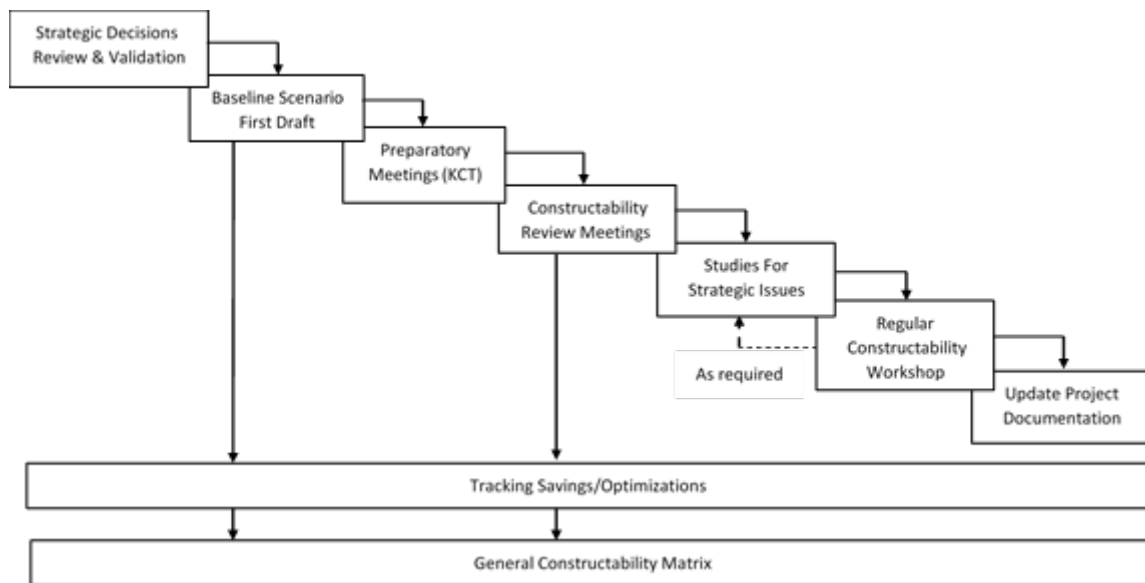 Strategic Decisions
Review & Validation
Baseline Scenario
First Draft
Preparatory
Meetings (KCT)
Constructability
Review Meetings
Studies For
Strategic Issues
Regular
Constructability
Workshop
As required
Update Project
Documentation
Tracking Savings/Optimizations
General Constructability Matrix